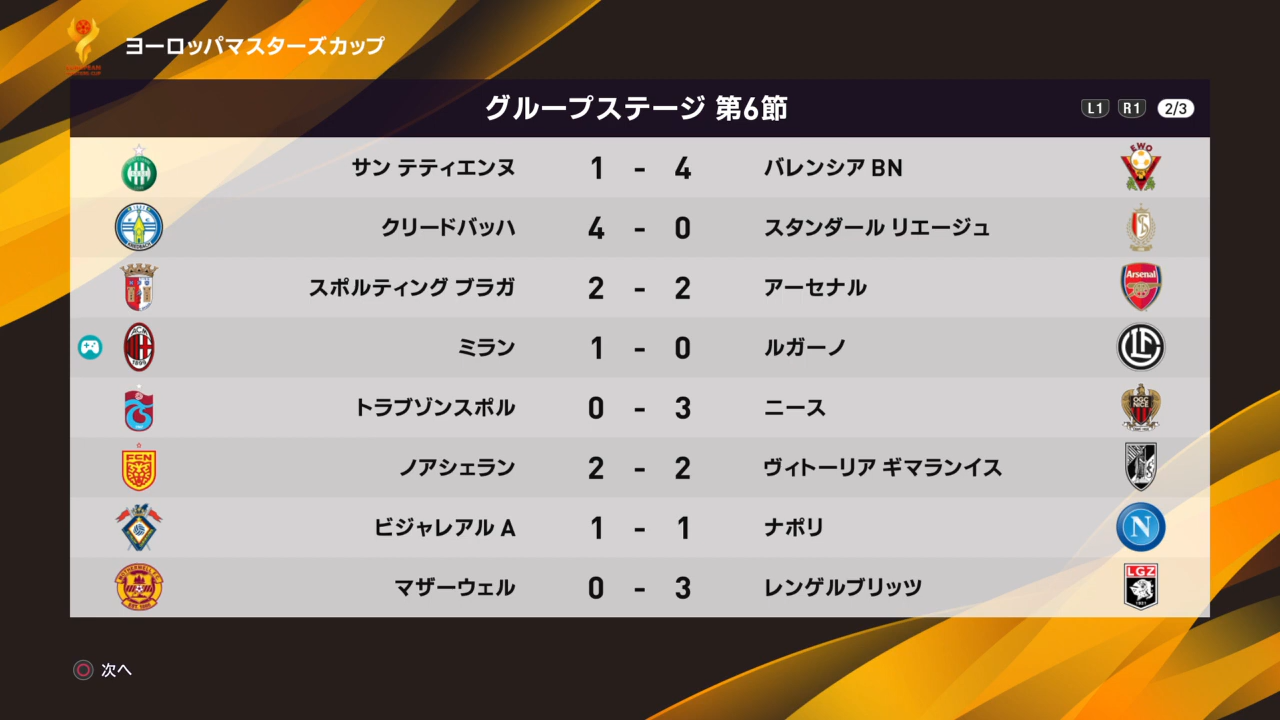 ヨーロッパマスターズカップ
グループステージ 第6節 L1 R1 2/3
サン テティエンヌ 1 - 4 バレンシア BN EWO
クリードバッハ 4 - 0 スタンダール リエージュ
スポルティング ブラガ 2 - 2 アーセナル Arsenal
ACM 1899 ミラン 1 - 0 ルガーノ
トラブゾンスポル 0 - 3 ニース OGC NICE
FCN ノアシェラン 2 - 2 ヴィトーリア ギマランイス
ビジャレアル A 1 - 1 ナポリ N
マザーウェル 0 - 3 レンゲルブリッツ LGZ
次へ